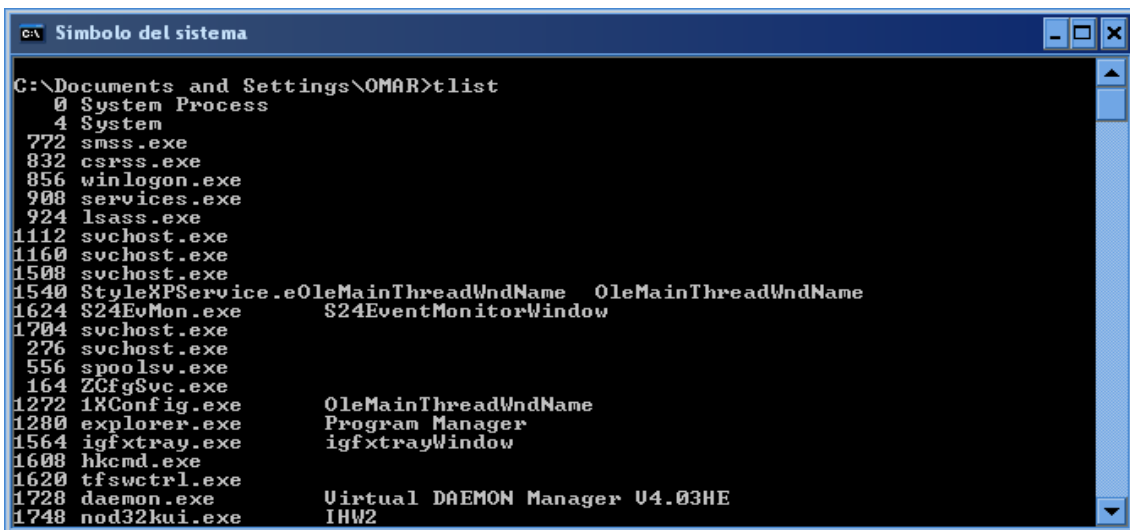 Símbolo del sistema
C:\Documents and Settings\OMAR>tlist
0 System Process
4 System
772 smss.exe
832 csrss.exe
856 winlogon.exe
908 services.exe
924 lsass.exe
1112 svchost.exe
1160 svchost.exe
1508 svchost.exe
1540 StyleXPService.eOleMainThreadWndName OleMainThreadWndName
1624 S24EvMon.exe S24EventMonitorWindow
1704 svchost.exe
276 svchost.exe
556 spoolsv.exe
164 ZCfgSvc.exe
1272 1XConfig.exe OleMainThreadWndName
1280 explorer.exe Program Manager
1564 igfxtray.exe igfxtrayWindow
1608 hkcmd.exe
1620 tfswctrl.exe
1728 daemon.exe Virtual DAEMON Manager V4.03HE
1748 nod32kui.exe IHW2